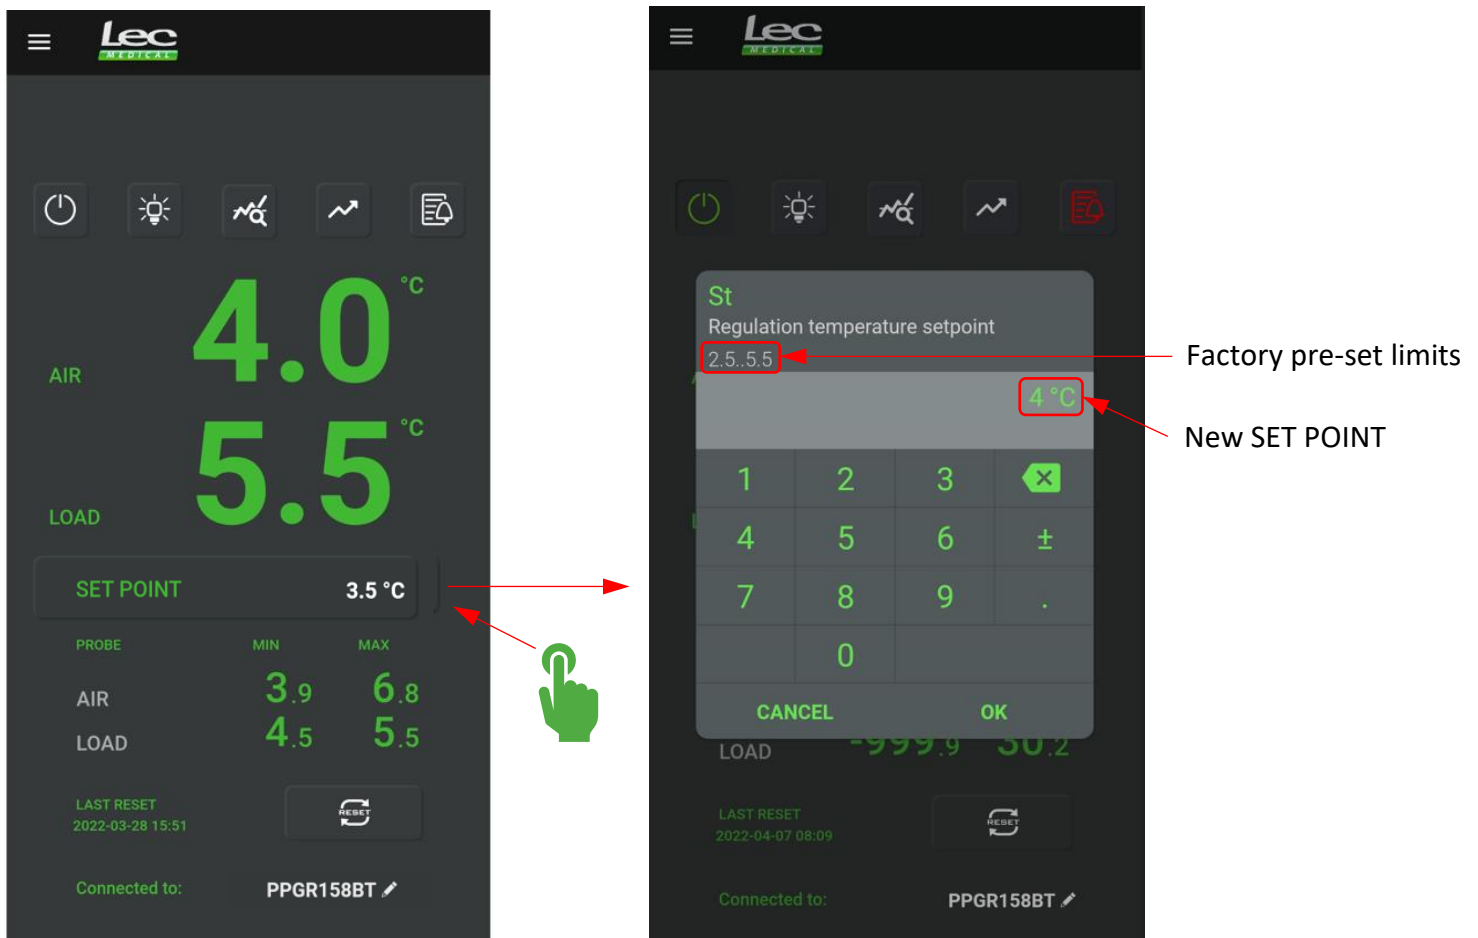 Lec
MEDICAL
4.0 °C
AIR
5.5 °C
LOAD
SET POINT 3.5 °C
PROBE MIN MAX
AIR 3.9 6.8
LOAD 4.5 5.5
LAST RESET
2022-03-28 15:51
RESET
Connected to: PPGR158BT
Lec
MEDICAL
St
Regulation temperature setpoint
2.5..5.5
4 °C
1 2 3
4 5 6 ±
7 8 9 .
0
CANCEL OK
LOAD -999.9 30.2
LAST RESET
2022-04-07 08:09
RESET
Connected to: PPGR158BT
Factory pre-set limits
New SET POINT